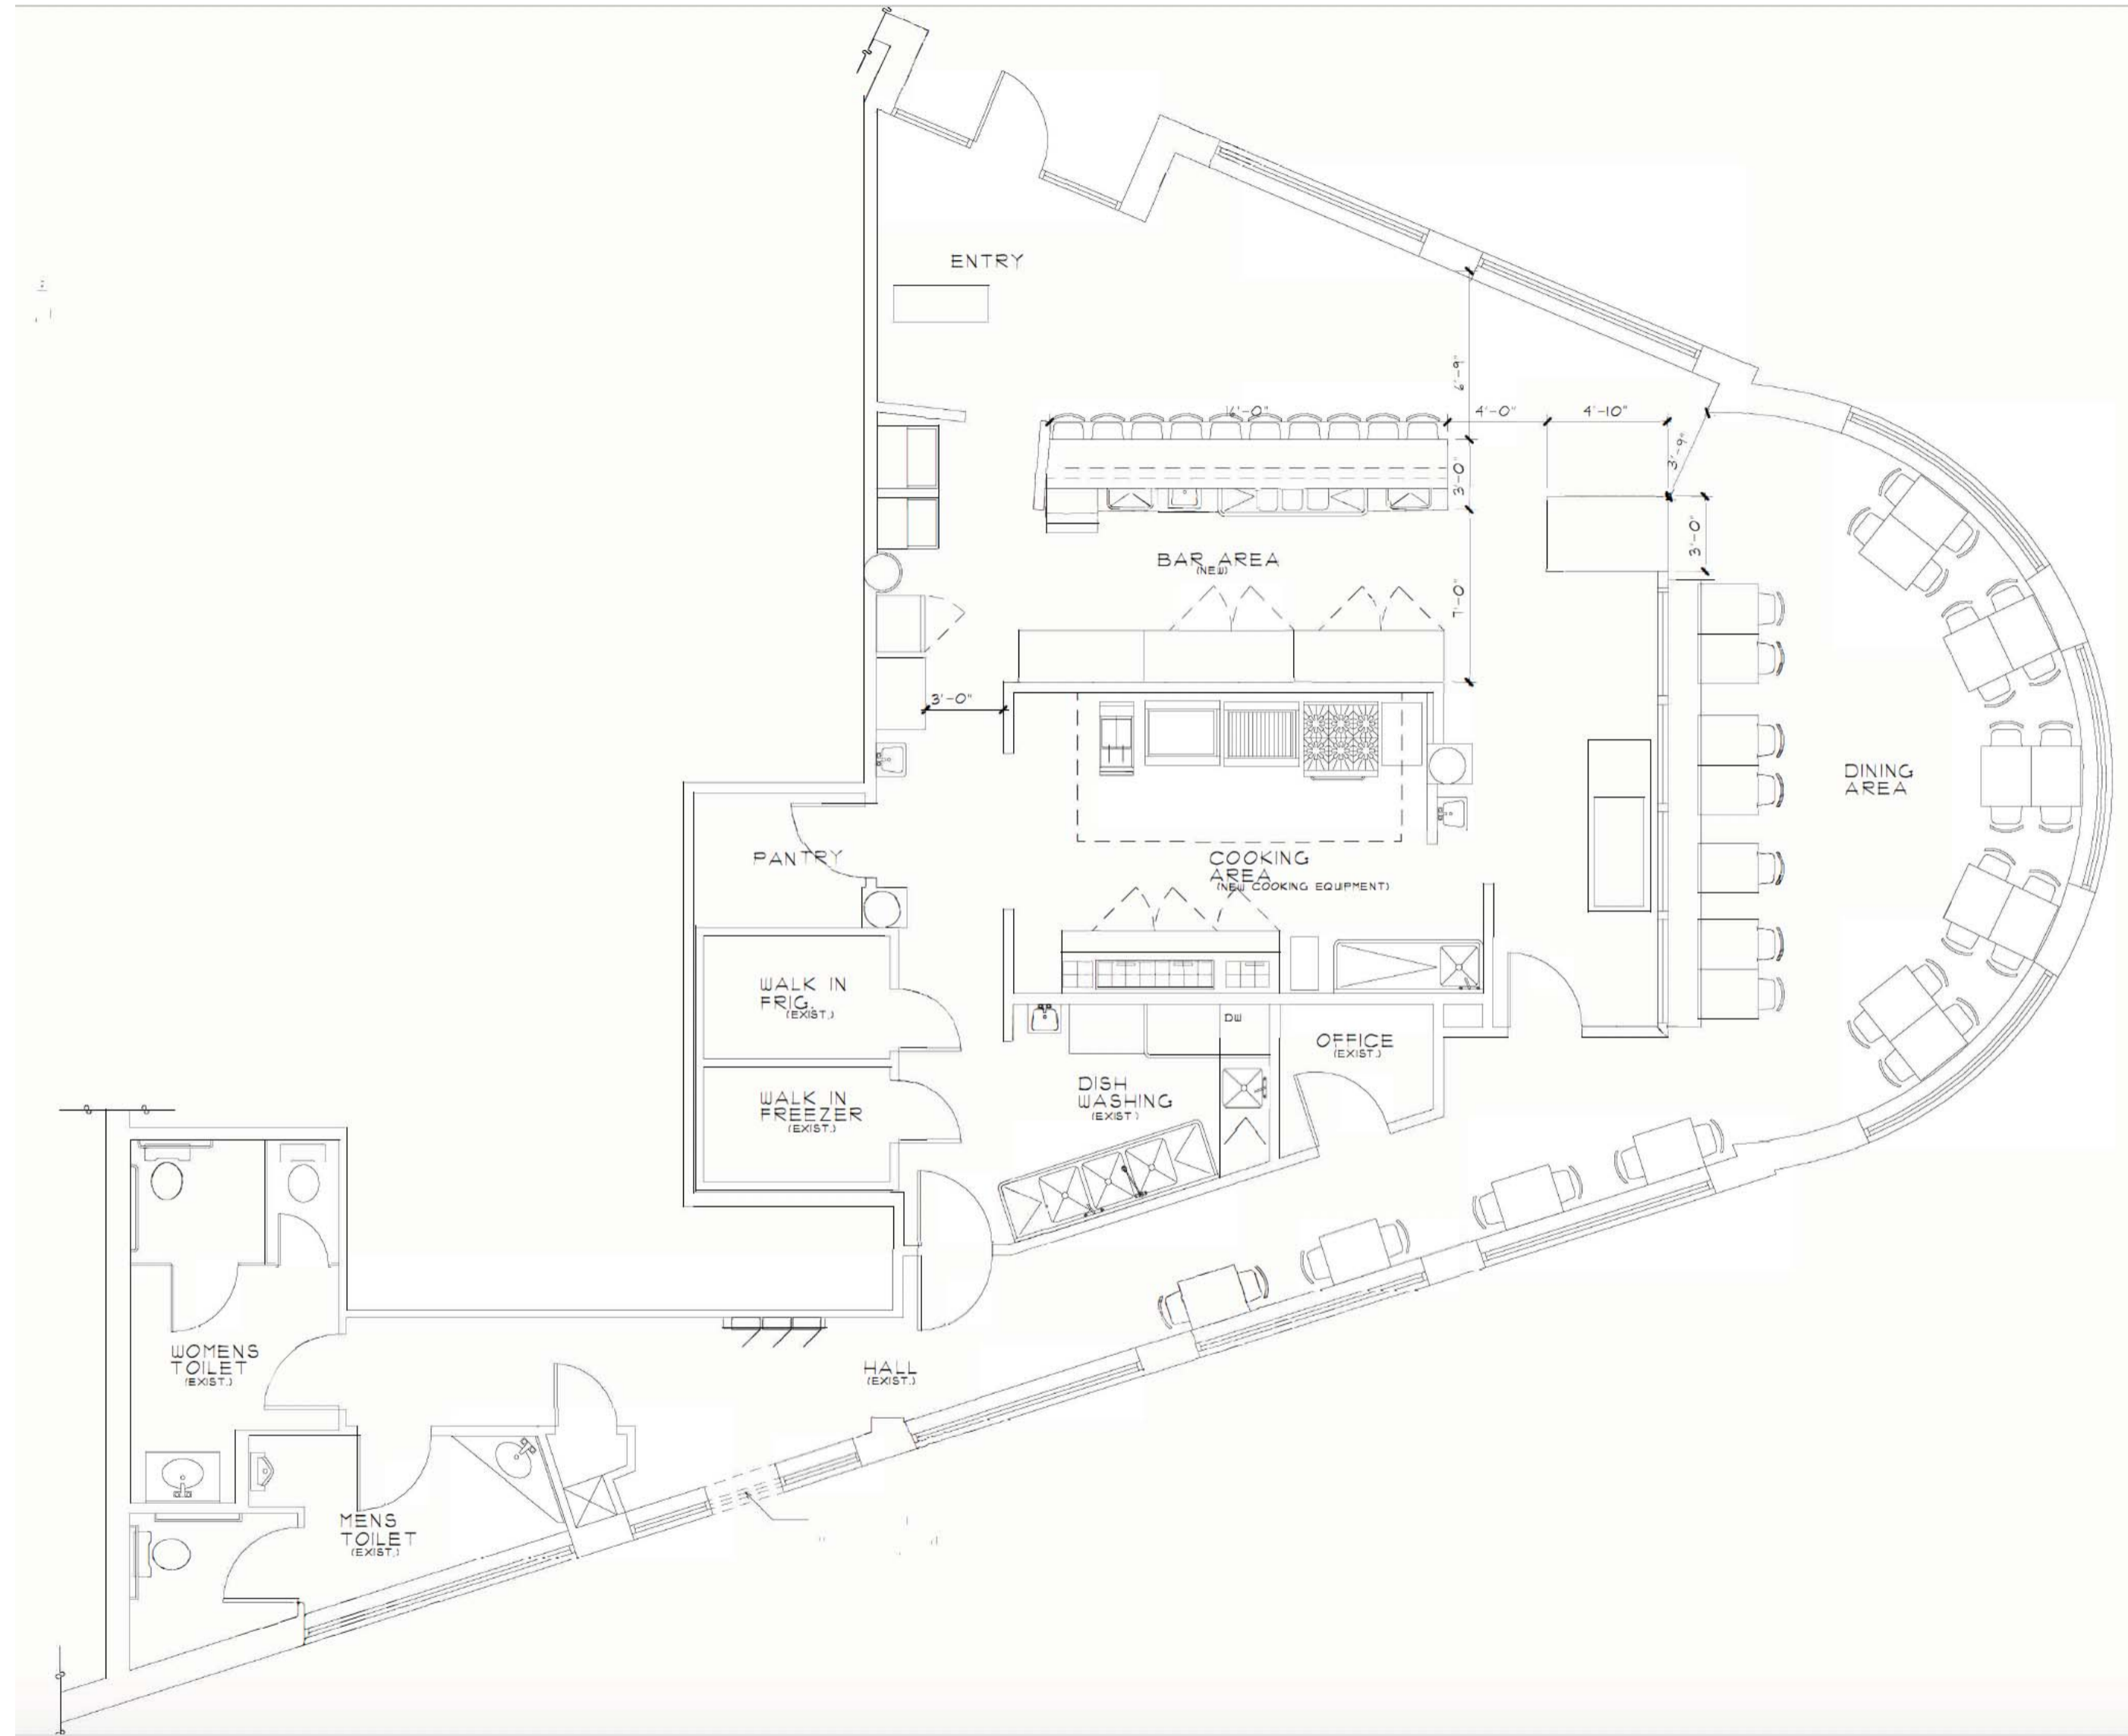 ENTRY
6'-9"
4'-0"
4'-10"
3'-9"
3'-0"
3'-0"
BAR AREA
(NEW)
7'-0"
3'-0"
DINING
AREA
PANTRY
COOKING
AREA
(NEW COOKING EQUIPMENT)
WALK IN
FRIG.
(EXIST.)
DW
OFFICE
(EXIST.)
WALK IN
FREEZER
(EXIST.)
DISH
WASHING
(EXIST)
WOMENS
TOILET
(EXIST.)
HALL
(EXIST.)
MENS
TOILET
(EXIST.)